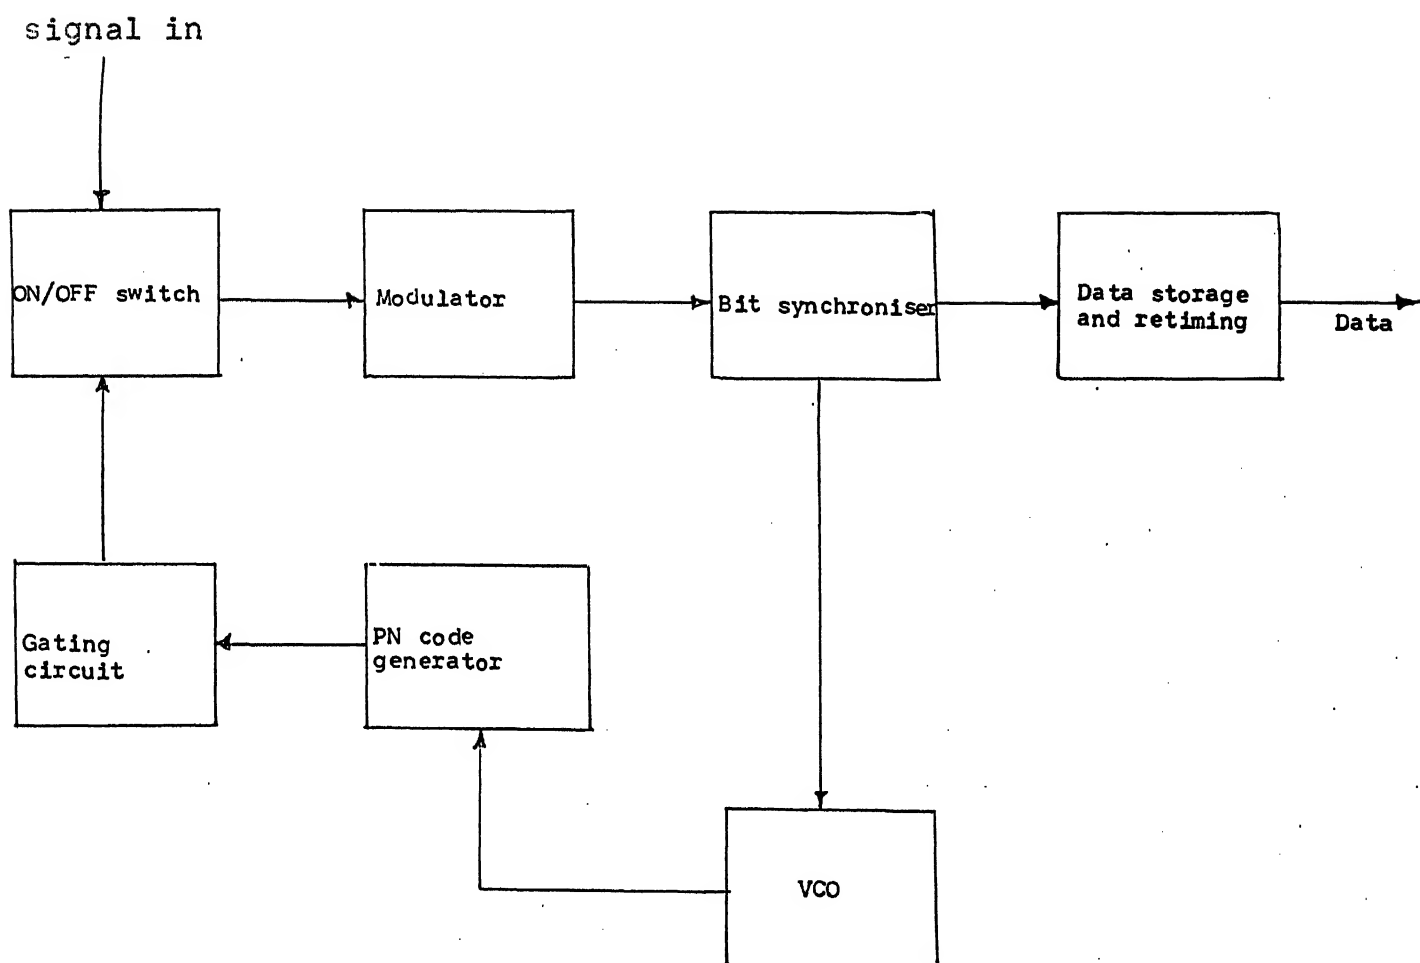 signal in
ON/OFF switch
Modulator
Bit synchroniser
Data storage
and retiming
Data
Gating
circuit
PN code
generator
VCO